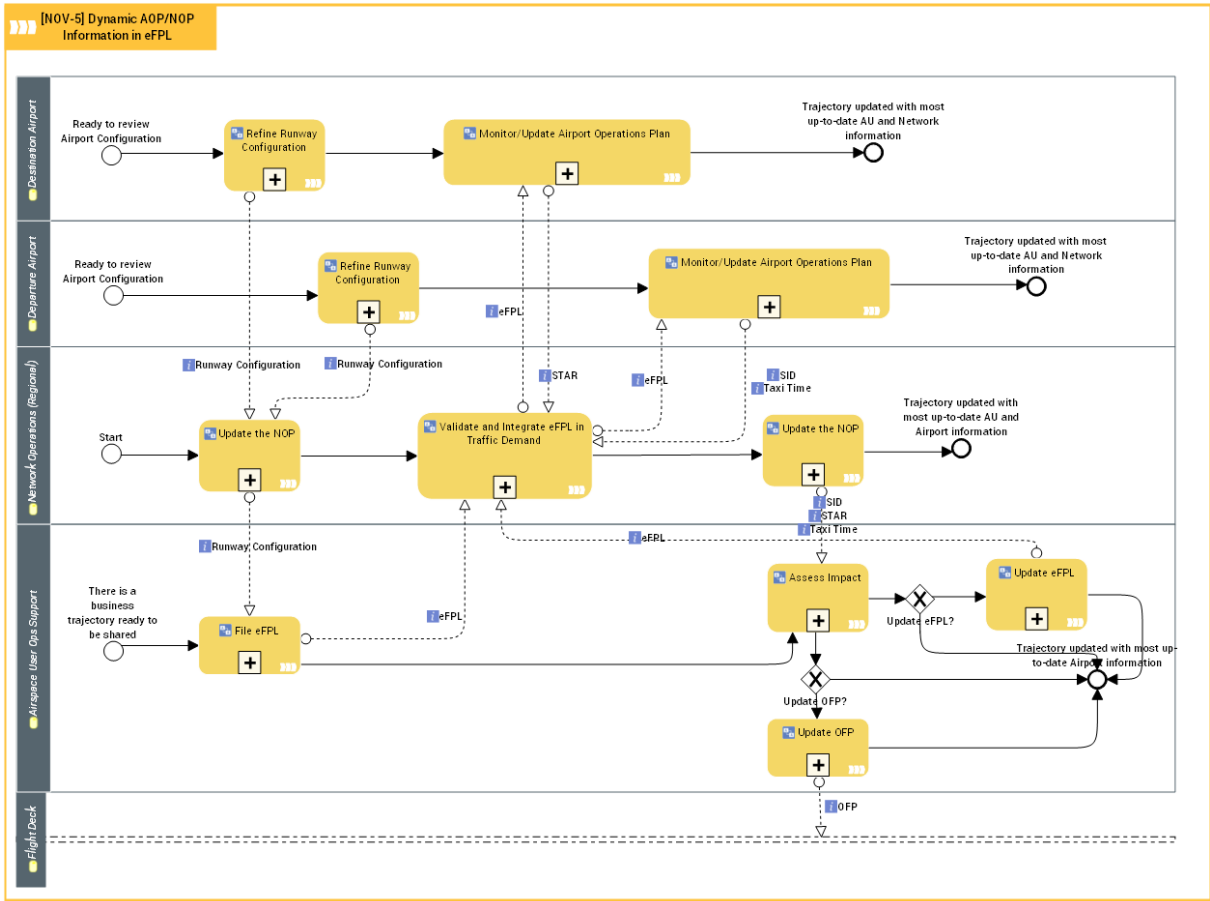 [NOV-5] Dynamic AOP/NOP
Information in eFPL
Destination Airport
Ready to review
Airport Configuration
Refine Runway
Configuration
Monitor/Update Airport Operations Plan
Trajectory updated with most
up-to-date AU and Network
information
Departure Airport
Ready to review
Airport Configuration
Refine Runway
Configuration
Monitor/Update Airport Operations Plan
Trajectory updated with most
up-to-date AU and Network
information
eFPL
Network Operations (Regional)
Runway Configuration
Runway Configuration
STAR
eFPL
SID
Taxi Time
Start
Update the NOP
Validate and Integrate eFPL in
Traffic Demand
Update the NOP
Trajectory updated with
most up-to-date AU and
Airport information
SID
STAR
Taxi Time
Airspace User Ops Support
Runway Configuration
eFPL
There is a
business
trajectory ready to
be shared
File eFPL
eFPL
Assess Impact
Update eFPL?
Update eFPL
Trajectory updated with most up-
to-date Airport information
Update OFP?
Update OFP
Flight Deck
OFP